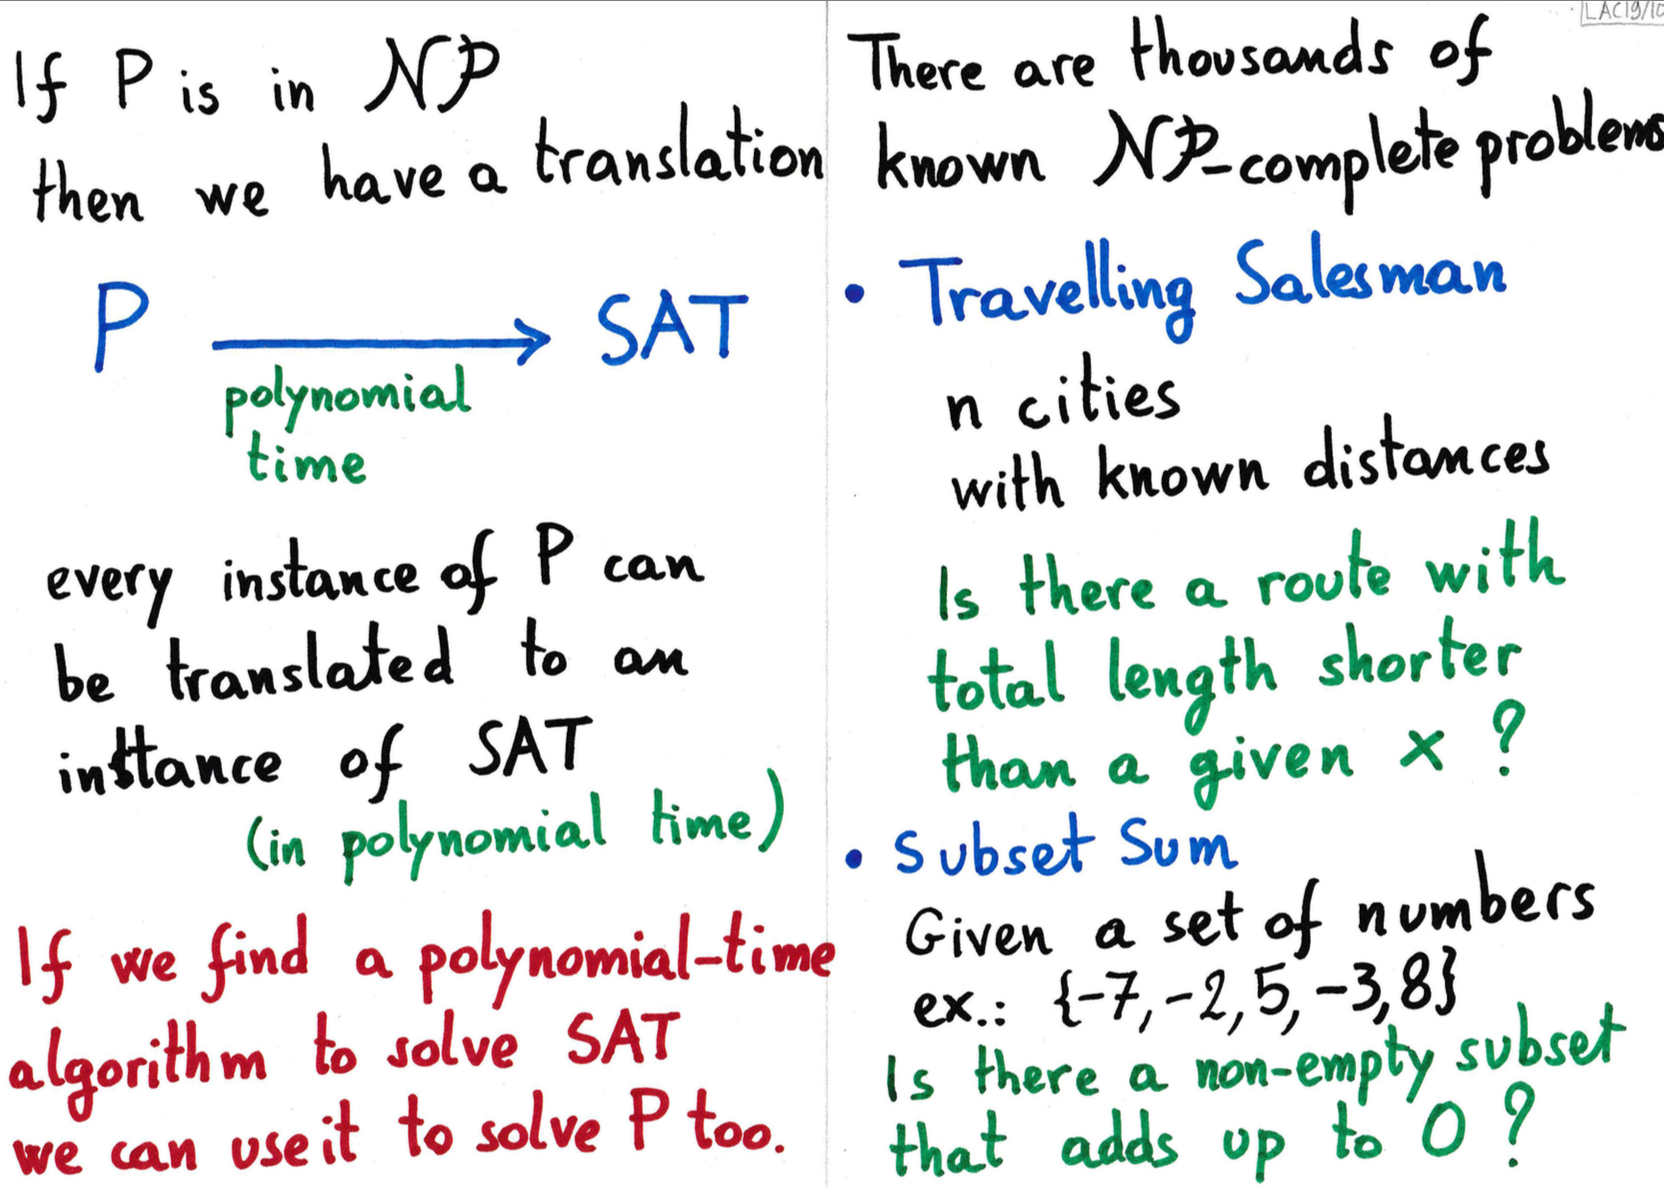 If P is in NP
then we have a translation
P → SAT
polynomial
time
every instance of P can
be translated to an
insttance of SAT
(in polynomial time)
If we find a polynomial-time
algorithm to solve SAT
we can use it to solve P too.
LAC19/10
There are thousands of
known NP-complete problems
• Travelling Salesman
n cities
with known distances
Is there a route with
total length shorter
than a given x ?
• Subset Sum
Given a set of numbers
ex.: {-7, -2, 5, -3, 8}
Is there a non-empty subset
that adds up to 0 ?